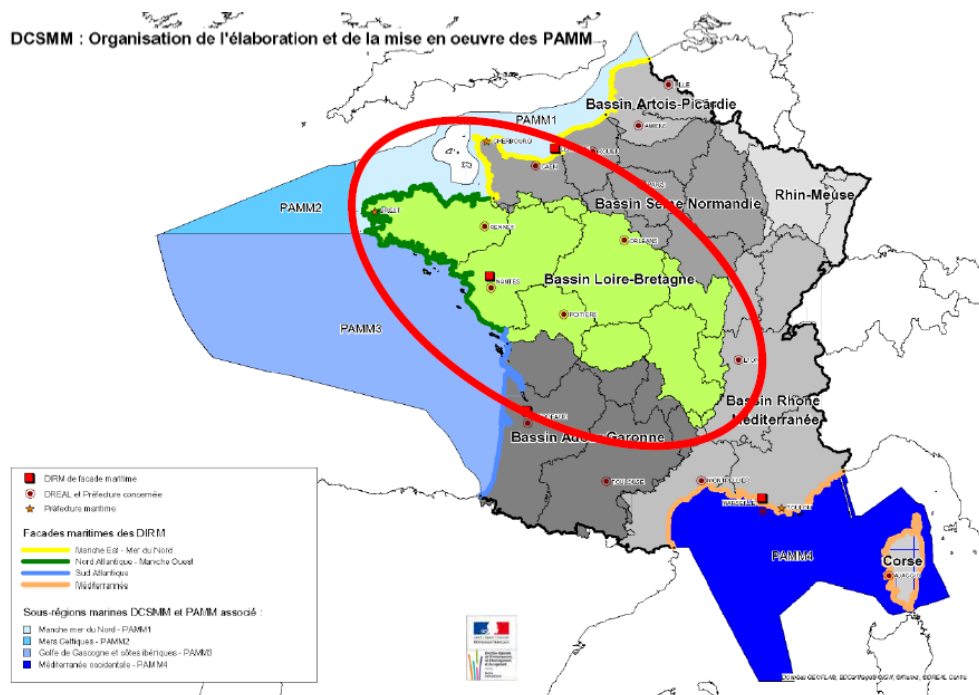 DCSMM : Organisation de l'élaboration et de la mise en oeuvre des PAMM
LILLE
Bassin Artois-Picardie
AMIENS
PAMM1
CHERBOURG
ROUEN
CAEN
PARIS
Rhin-Meuse
Bassin Seine Normandie
PAMM2
BREST
RENNES
ORLEANS
Bassin Loire-Bretagne
NANTES
POITIERS
PAMM3
LYON
Bassin Rhône
Méditerranée
Bassin Adour Garonne
TOULOUSE
MONTPELLIER
MARSEILLE
TOULON
PAMM4
Corse
AJACCIO
DIRM de facade maritime
DREAL et Préfecture concernée
Préfecture maritime
Facades maritimes des DIRM
Manche Est - Mer du Nord
Nord Atlantique - Manche Ouest
Sud Atlantique
Méditerrannée
Sous-régions marines DCSMM et PAMM associé :
Manche mer du Nord - PAMM1
Mers Celtiques - PAMM2
Golfe de Gascogne et côtes ibériques - PAMM3
Méditerranée occidentale - PAMM4